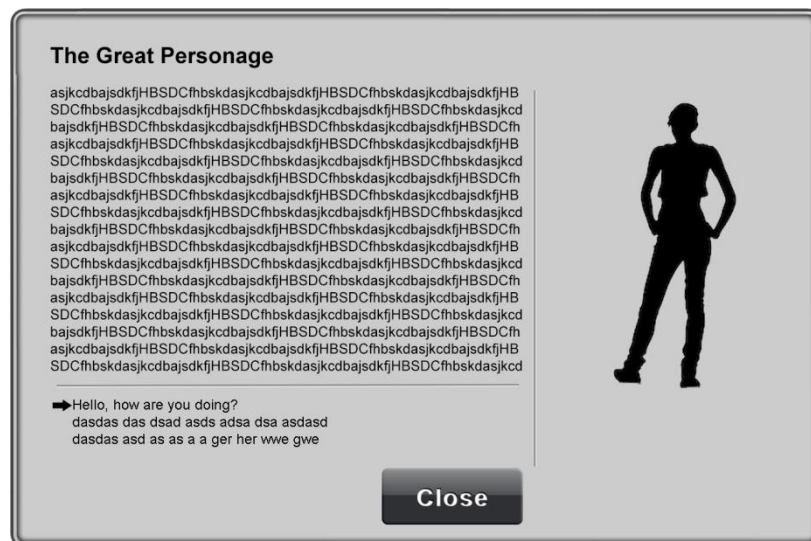 The Great Personage
asjkcdbajsdkfjHBSDCfhbskdasjkcdbajsdkfjHBSDCfhbskdasjkcdbajsdkfjHB
SDCfhbskdasjkcdbajsdkfjHBSDCfhbskdasjkcdbajsdkfjHBSDCfhbskdasjkcd
bajsdkfjHBSDCfhbskdasjkcdbajsdkfjHBSDCfhbskdasjkcdbajsdkfjHBSDCfh
asjkcdbajsdkfjHBSDCfhbskdasjkcdbajsdkfjHBSDCfhbskdasjkcdbajsdkfjHB
SDCfhbskdasjkcdbajsdkfjHBSDCfhbskdasjkcdbajsdkfjHBSDCfhbskdasjkcd
bajsdkfjHBSDCfhbskdasjkcdbajsdkfjHBSDCfhbskdasjkcdbajsdkfjHBSDCfh
asjkcdbajsdkfjHBSDCfhbskdasjkcdbajsdkfjHBSDCfhbskdasjkcdbajsdkfjHB
SDCfhbskdasjkcdbajsdkfjHBSDCfhbskdasjkcdbajsdkfjHBSDCfhbskdasjkcd
bajsdkfjHBSDCfhbskdasjkcdbajsdkfjHBSDCfhbskdasjkcdbajsdkfjHBSDCfh
asjkcdbajsdkfjHBSDCfhbskdasjkcdbajsdkfjHBSDCfhbskdasjkcdbajsdkfjHB
SDCfhbskdasjkcdbajsdkfjHBSDCfhbskdasjkcdbajsdkfjHBSDCfhbskdasjkcd
bajsdkfjHBSDCfhbskdasjkcdbajsdkfjHBSDCfhbskdasjkcdbajsdkfjHBSDCfh
asjkcdbajsdkfjHBSDCfhbskdasjkcdbajsdkfjHBSDCfhbskdasjkcdbajsdkfjHB
SDCfhbskdasjkcdbajsdkfjHBSDCfhbskdasjkcdbajsdkfjHBSDCfhbskdasjkcd
bajsdkfjHBSDCfhbskdasjkcdbajsdkfjHBSDCfhbskdasjkcdbajsdkfjHBSDCfh
asjkcdbajsdkfjHBSDCfhbskdasjkcdbajsdkfjHBSDCfhbskdasjkcdbajsdkfjHB
SDCfhbskdasjkcdbajsdkfjHBSDCfhbskdasjkcdbajsdkfjHBSDCfhbskdasjkcd
Hello, how are you doing?
dasdas das dsad asds adsa dsa asdasd
dasdas asd as as a a ger her wwe gwe
Close